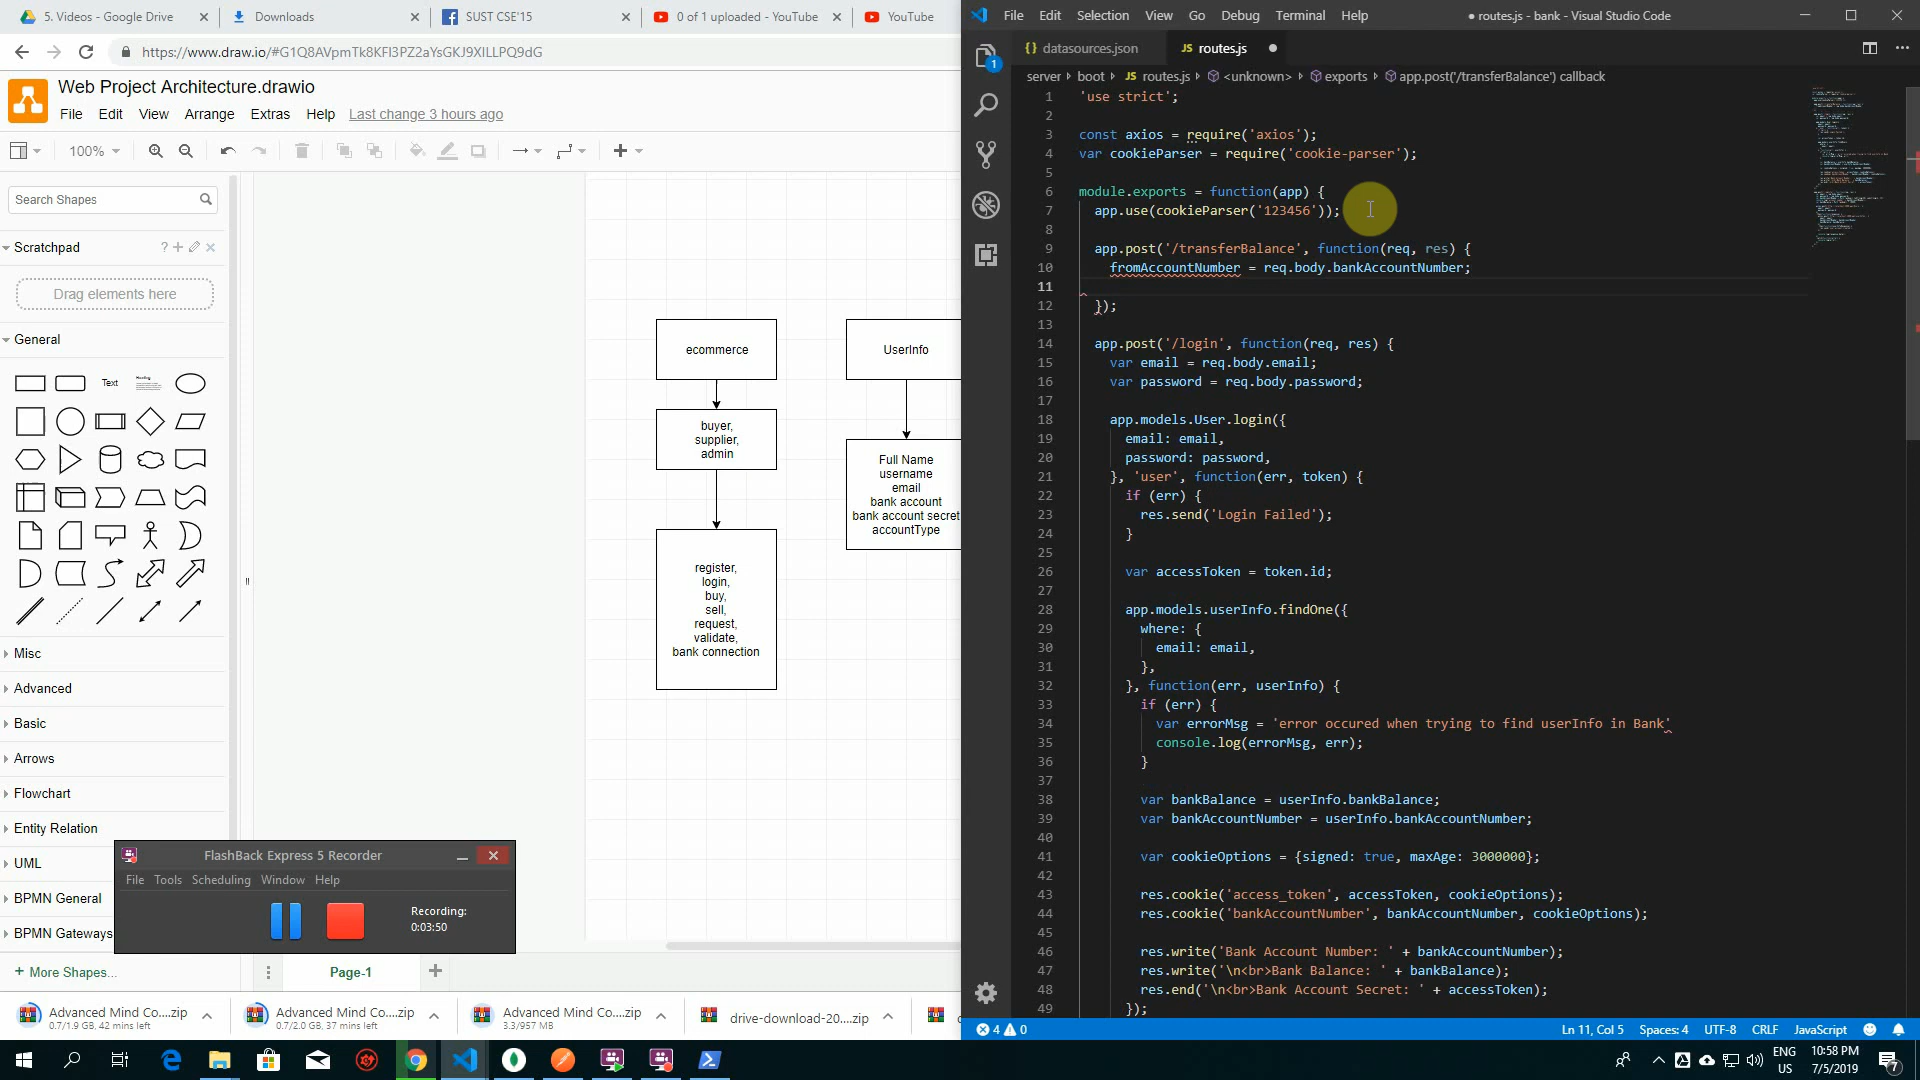 5. Videos - Google Drive
Downloads
SUST CSE'15
0 of 1 uploaded - YouTube
YouTube
https://www.draw.io/#G1Q8AVpmTk8KFl3PZ2aYsGKJ9XILLPQ9dG
Web Project Architecture.drawio
File Edit View Arrange Extras Help Last change 3 hours ago
100%
Search Shapes
Scratchpad
Drag elements here
General
Text
Heading
Misc
Advanced
Basic
Arrows
Flowchart
Entity Relation
UML
BPMN General
BPMN Gateways
+ More Shapes...
ecommerce
buyer,
supplier,
admin
register,
login,
buy,
sell,
request,
validate,
bank connection
UserInfo
Full Name
username
email
bank account
bank account secret
accountType
FlashBack Express 5 Recorder
File Tools Scheduling Window Help
Recording:
0:03:50
Page-1
Advanced Mind Co....zip
0.7/1.9 GB, 42 mins left
Advanced Mind Co....zip
0.7/2.0 GB, 37 mins left
Advanced Mind Co....zip
3.3/957 MB
drive-download-20....zip
File Edit Selection View Go Debug Terminal Help
● routes.js - bank - Visual Studio Code
{} datasources.json
JS routes.js
server › boot › JS routes.js › <unknown> › exports › app.post('/transferBalance') callback
1
1 'use strict';
2
3 const axios = require('axios');
4 var cookieParser = require('cookie-parser');
5
6 module.exports = function(app) {
7 app.use(cookieParser('123456'));
8
9 app.post('/transferBalance', function(req, res) {
10 fromAccountNumber = req.body.bankAccountNumber;
11
12 });
13
14 app.post('/login', function(req, res) {
15 var email = req.body.email;
16 var password = req.body.password;
17
18 app.models.User.login({
19 email: email,
20 password: password,
21 }, 'user', function(err, token) {
22 if (err) {
23 res.send('Login Failed');
24 }
25
26 var accessToken = token.id;
27
28 app.models.userInfo.findOne({
29 where: {
30 email: email,
31 },
32 }, function(err, userInfo) {
33 if (err) {
34 var errorMsg = 'error occured when trying to find userInfo in Bank'
35 console.log(errorMsg, err);
36 }
37
38 var bankBalance = userInfo.bankBalance;
39 var bankAccountNumber = userInfo.bankAccountNumber;
40
41 var cookieOptions = {signed: true, maxAge: 3000000};
42
43 res.cookie('access_token', accessToken, cookieOptions);
44 res.cookie('bankAccountNumber', bankAccountNumber, cookieOptions);
45
46 res.write('Bank Account Number: ' + bankAccountNumber);
47 res.write('\n<br>Bank Balance: ' + bankBalance);
48 res.end('\n<br>Bank Account Secret: ' + accessToken);
49 });
4 0
Ln 11, Col 5 Spaces: 4 UTF-8 CRLF JavaScript
ENG
US
10:58 PM
7/5/2019
7